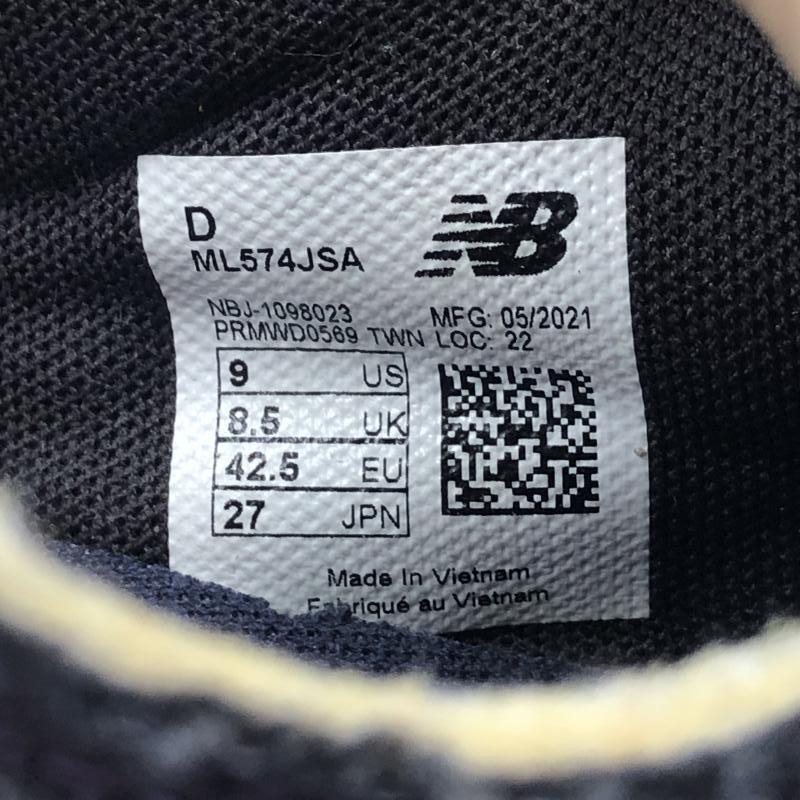 D
NB
ML574JSA
NBJ-1098023 MFG: 05/2021
PRMWD0569 TWN LOC: 22
9 US
8.5 UK
42.5 EU
27 JPN
Made In Vietnam
Fabriqué au Vietnam